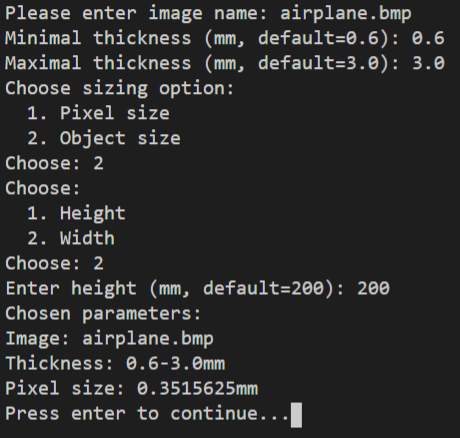 Please enter image name: airplane.bmp
Minimal thickness (mm, default=0.6): 0.6
Maximal thickness (mm, default=3.0): 3.0
Choose sizing option:
  1. Pixel size
  2. Object size
Choose: 2
Choose:
  1. Height
  2. Width
Choose: 2
Enter height (mm, default=200): 200
Chosen parameters:
Image: airplane.bmp
Thickness: 0.6-3.0mm
Pixel size: 0.3515625mm
Press enter to continue...